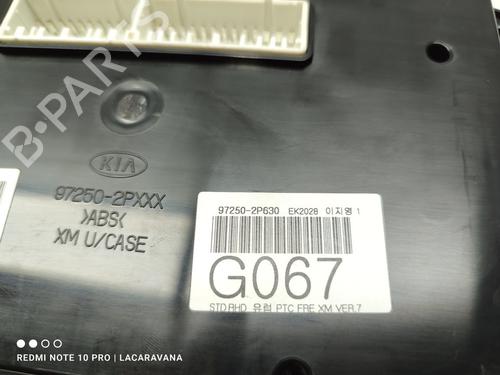 B-PARTS
KIA
97250-2PXXX
>ABS<
XM U/CASE
97250-2P630 EK2028 이지영 1
G067
STD RHD 유럽 PTC FRE XM VER.7
REDMI NOTE 10 PRO | LACARAVANA